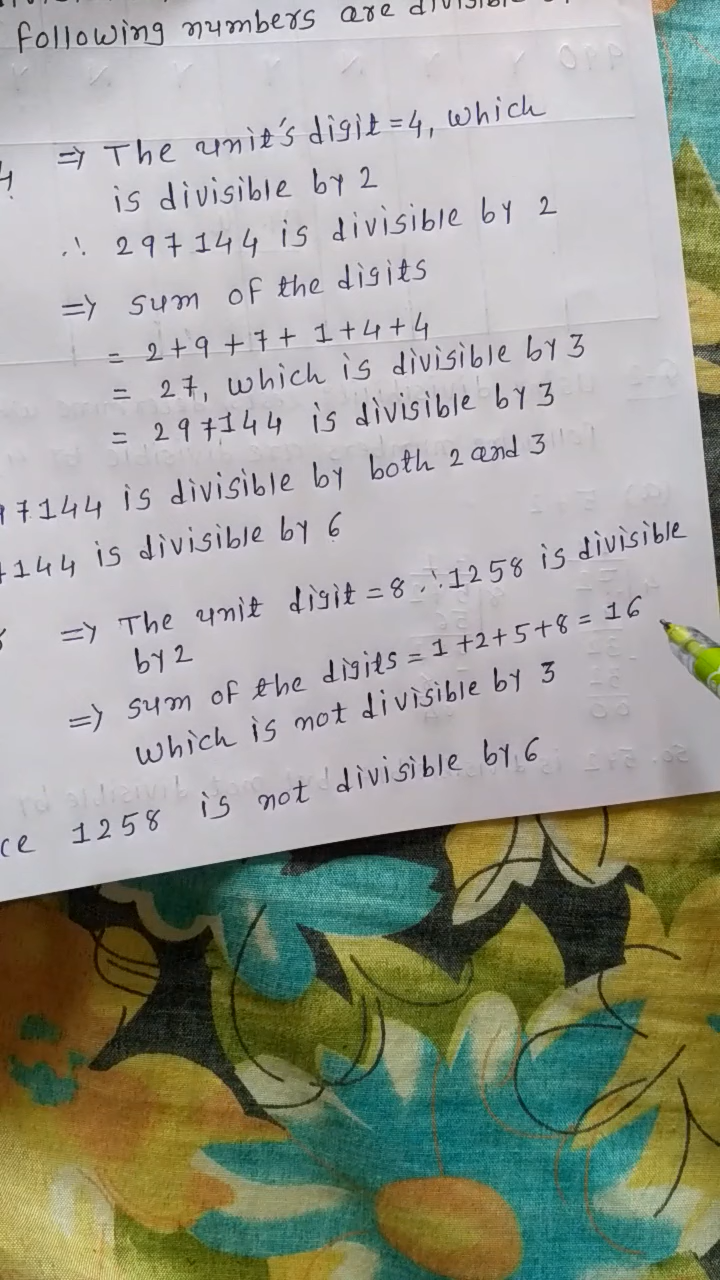 following numbers are divisible
4 ⇒ The unit's digit = 4, which
is divisible by 2
∴ 297144 is divisible by 2
⇒ sum of the digits
= 2+9+7+1+4+4
= 27, which is divisible by 3
= 297144 is divisible by 3
97144 is divisible by both 2 and 3
7144 is divisible by 6
⇒ The unit digit = 8 ∴ 1258 is divisible
by 2
⇒ sum of the digits = 1+2+5+8 = 16
which is not divisible by 3
ce 1258 is not divisible by 6